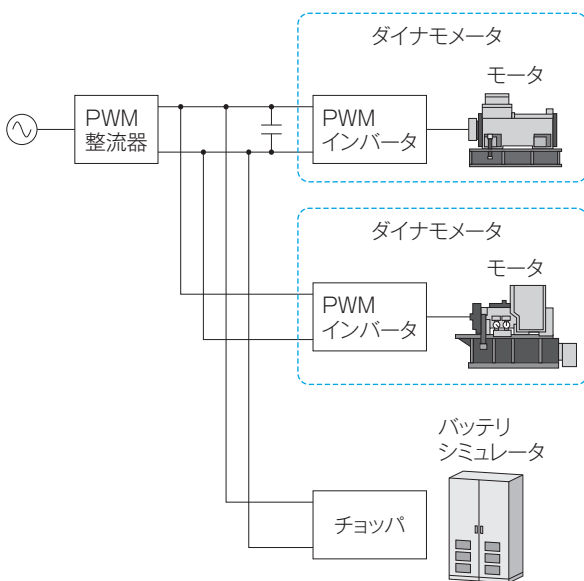 ダイナモメータ
モータ
PWM
整流器
PWM
インバータ
ダイナモメータ
モータ
PWM
インバータ
バッテリ
シミュレータ
チョッパ